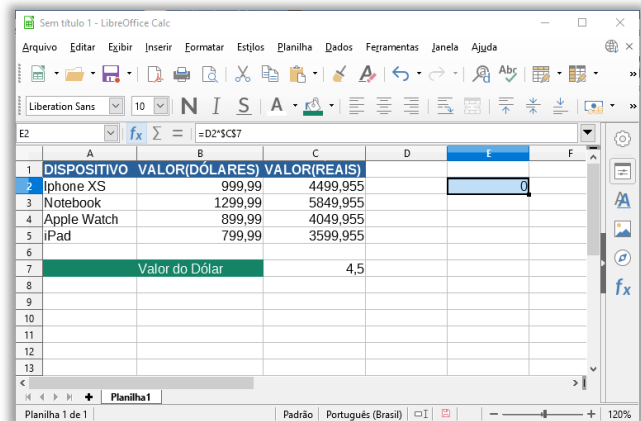 Sem título 1 - LibreOffice Calc
Arquivo Editar Exibir Inserir Formatar Estilos Planilha Dados Ferramentas Janela Ajuda
Liberation Sans 10 N I S A
E2 fx Σ = =D2*$C$7
A B C D E F
1 DISPOSITIVO VALOR(DÓLARES) VALOR(REAIS)
2 Iphone XS 999,99 4499,955 0
3 Notebook 1299,99 5849,955
4 Apple Watch 899,99 4049,955
5 iPad 799,99 3599,955
6
7 Valor do Dólar 4,5
8
9
10
11
12
13
Planilha1
Planilha 1 de 1 Padrão Português (Brasil) 120%